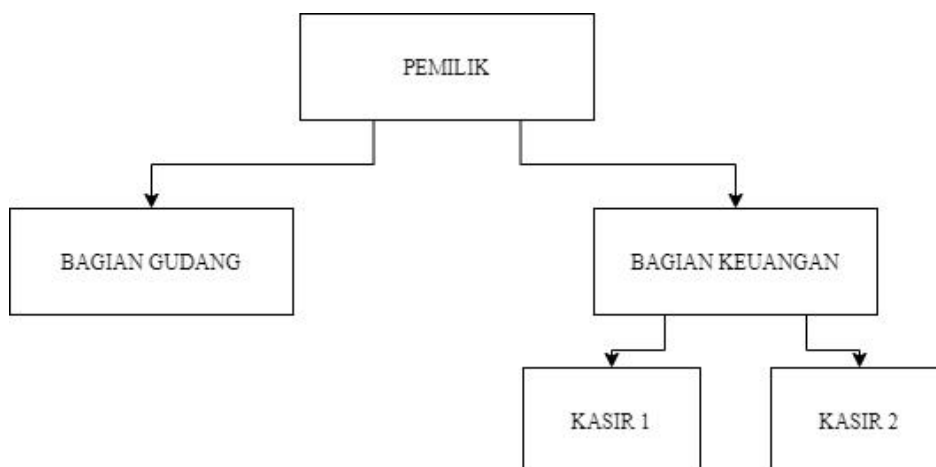 PEMILIK
BAGIAN GUDANG
BAGIAN KEUANGAN
KASIR 1
KASIR 2